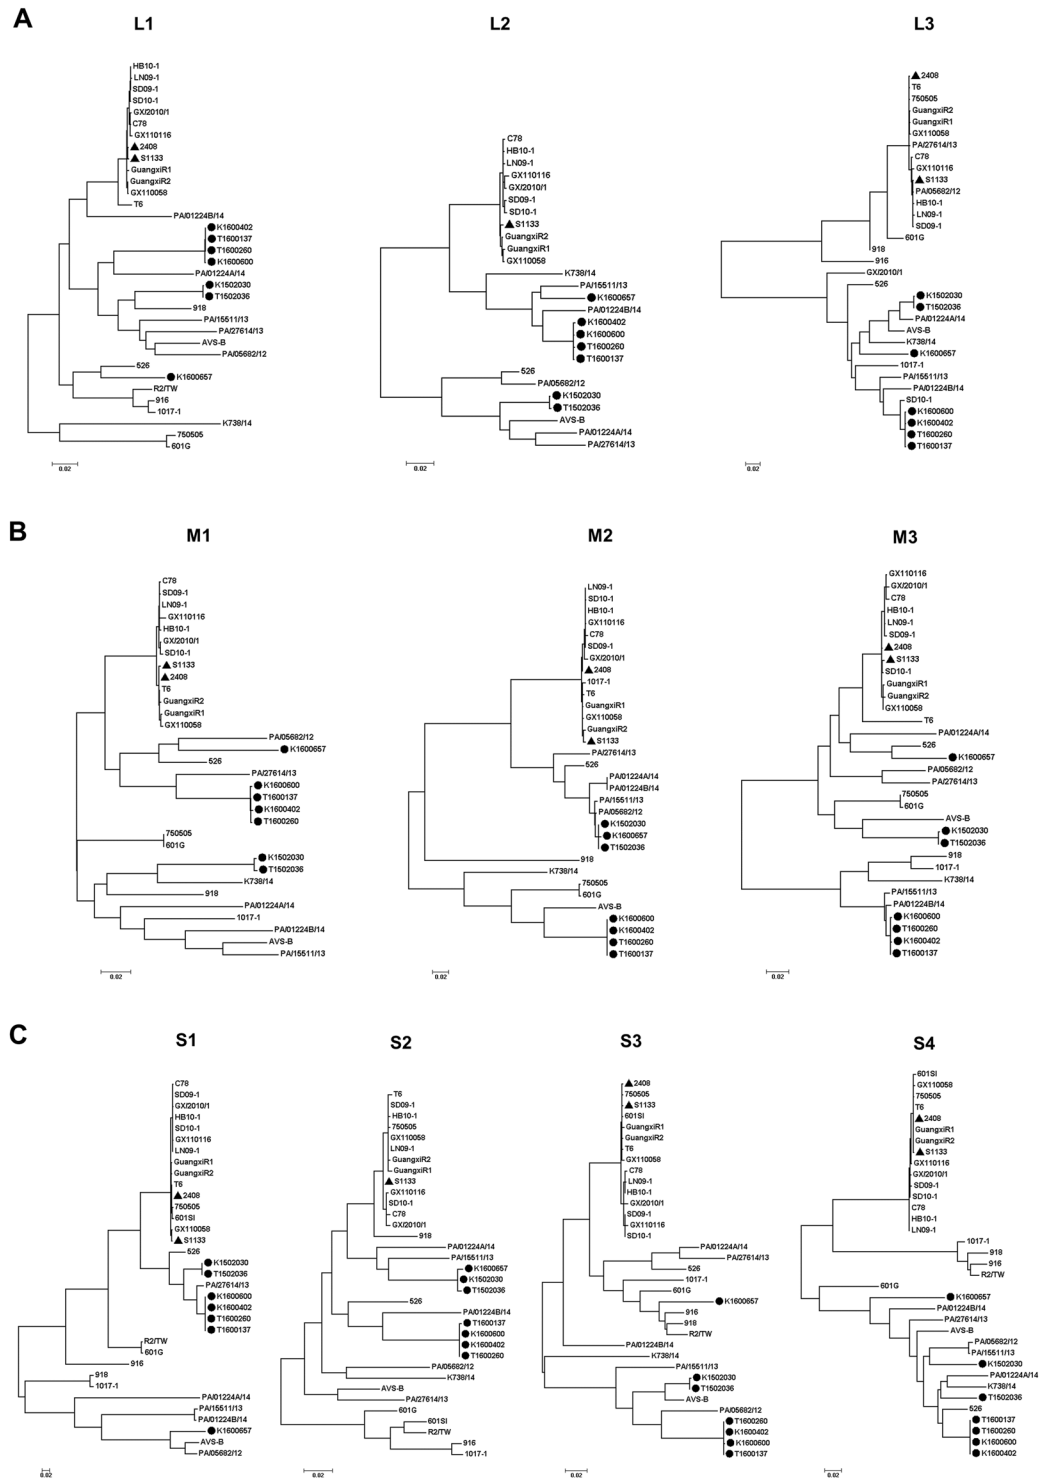 A
L1
L2
L3
HB10-1
LN09-1
SD09-1
SD10-1
GX/2010/1
C78
GX110116
2408
S1133
GuangxiR1
GuangxiR2
GX110058
T6
PA/01224B/14
K1600402
T1600137
T1600260
K1600600
PA/01224A/14
K1502030
T1502036
918
PA/15511/13
PA/27614/13
AVS-B
PA/05682/12
526
K1600657
R2/TW
916
1017-1
K738/14
750505
601G
0.02
C78
HB10-1
LN09-1
GX110116
GX/2010/1
SD09-1
SD10-1
S1133
GuangxiR2
GuangxiR1
GX110058
K738/14
PA/15511/13
K1600657
PA/01224B/14
K1600402
K1600600
T1600260
T1600137
526
PA/05682/12
K1502030
T1502036
AVS-B
PA/01224A/14
PA/27614/13
0.02
2408
T6
750505
GuangxiR2
GuangxiR1
GX110058
PA/27614/13
C78
GX110116
S1133
PA/05682/12
HB10-1
LN09-1
SD09-1
601G
918
916
GX/2010/1
526
K1502030
T1502036
PA/01224A/14
AVS-B
K738/14
K1600657
1017-1
PA/15511/13
PA/01224B/14
SD10-1
K1600600
K1600402
T1600260
T1600137
0.02
B
M1
M2
M3
C78
SD09-1
LN09-1
GX110116
HB10-1
GX/2010/1
SD10-1
S1133
2408
T6
GuangxiR2
GuangxiR1
GX110058
PA/05682/12
K1600657
526
PA/27614/13
K1600600
T1600137
K1600402
T1600260
750505
601G
K1502030
T1502036
K738/14
918
PA/01224A/14
1017-1
PA/01224B/14
AVS-B
PA/15511/13
0.02
LN09-1
SD10-1
HB10-1
GX110116
C78
SD09-1
GX/2010/1
2408
1017-1
T6
GuangxiR1
GX110058
GuangxiR2
S1133
PA/27614/13
526
PA/01224A/14
PA/01224B/14
PA/15511/13
PA/05682/12
K1502030
K1600657
T1502036
918
K738/14
750505
601G
AVS-B
K1600600
K1600402
T1600260
T1600137
0.02
GX110116
GX/2010/1
C78
HB10-1
LN09-1
SD09-1
2408
S1133
SD10-1
GuangxiR1
GuangxiR2
GX110058
T6
PA/01224A/14
526
K1600657
PA/05682/12
PA/27614/13
750505
601G
AVS-B
K1502030
T1502036
918
1017-1
K738/14
PA/15511/13
PA/01224B/14
K1600600
T1600260
K1600402
T1600137
0.02
C
S1
S2
S3
S4
C78
SD09-1
GX/2010/1
HB10-1
SD10-1
GX110116
LN09-1
GuangxiR1
GuangxiR2
T6
2408
750505
601SI
GX110058
S1133
526
K1502030
T1502036
PA/27614/13
K1600600
K1600402
T1600260
T1600137
R2/TW
601G
916
918
1017-1
PA/01224A/14
PA/15511/13
PA/01224B/14
K1600657
AVS-B
PA/05682/12
0.02
T6
SD09-1
HB10-1
750505
GX110058
LN09-1
GuangxiR2
GuangxiR1
S1133
GX110116
SD10-1
C78
GX/2010/1
918
PA/01224A/14
PA/15511/13
K1600657
K1502030
T1502036
526
PA/01224B/14
T1600137
K1600600
K1600402
T1600260
PA/05682/12
K738/14
AVS-B
PA/27614/13
601G
601SI
R2/TW
916
1017-1
0.02
2408
750505
S1133
601SI
GuangxiR1
GuangxiR2
T6
GX110058
C78
LN09-1
HB10-1
GX/2010/1
SD09-1
GX110116
SD10-1
PA/01224A/14
PA/27614/13
526
1017-1
601G
K1600657
916
918
R2/TW
PA/01224B/14
K738/14
PA/15511/13
K1502030
T1502036
AVS-B
PA/05682/12
T1600260
K1600402
K1600600
T1600137
0.02
601SI
GX110058
750505
T6
2408
GuangxiR1
GuangxiR2
S1133
GX110116
GX/2010/1
SD09-1
SD10-1
C78
HB10-1
LN09-1
1017-1
918
916
R2/TW
601G
K1600657
PA/01224B/14
PA/27614/13
AVS-B
PA/05682/12
PA/15511/13
K1502030
PA/01224A/14
K738/14
T1502036
526
T1600137
T1600260
K1600600
K1600402
0.02